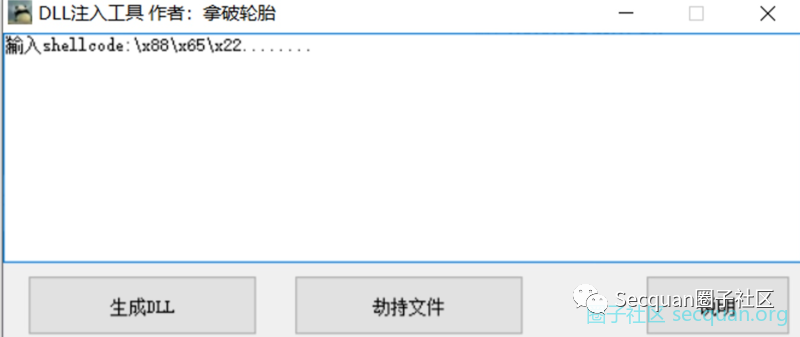 DLL注入工具 作者：拿破轮胎
输入shellcode:\x88\x65\x22........
生成DLL
劫持文件
说明
Secquan圈子社区
圈子社区 secquan.org